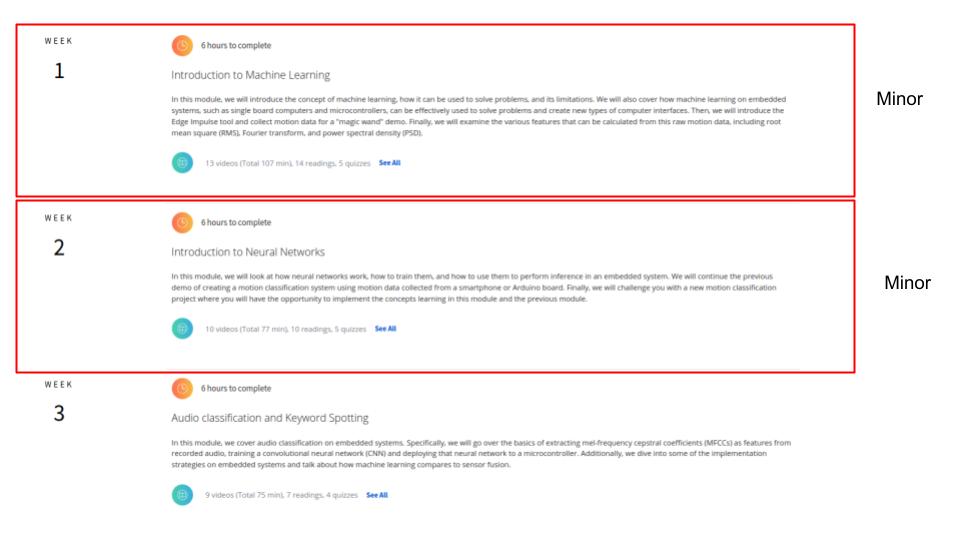 WEEK
1
6 hours to complete
Introduction to Machine Learning
In this module, we will introduce the concept of machine learning, how it can be used to solve problems, and its limitations. We will also cover how machine learning on embedded
systems, such as single board computers and microcontrollers, can be effectively used to solve problems and create new types of computer interfaces. Then, we will introduce the
Edge Impulse tool and collect motion data for a "magic wand" demo. Finally, we will examine the various features that can be calculated from this raw motion data, including root
mean square (RMS), Fourier transform, and power spectral density (PSD).
13 videos (Total 107 min), 14 readings, 5 quizzes See All
Minor
WEEK
2
6 hours to complete
Introduction to Neural Networks
In this module, we will look at how neural networks work, how to train them, and how to use them to perform inference in an embedded system. We will continue the previous
demo of creating a motion classification system using motion data collected from a smartphone or Arduino board. Finally, we will challenge you with a new motion classification
project where you will have the opportunity to implement the concepts learning in this module and the previous module.
10 videos (Total 77 min), 10 readings, 5 quizzes See All
Minor
WEEK
3
6 hours to complete
Audio classification and Keyword Spotting
In this module, we cover audio classification on embedded systems. Specifically, we will go over the basics of extracting mel-frequency cepstral coefficients (MFCCs) as features from
recorded audio, training a convolutional neural network (CNN) and deploying that neural network to a microcontroller. Additionally, we dive into some of the implementation
strategies on embedded systems and talk about how machine learning compares to sensor fusion.
9 videos (Total 75 min), 7 readings, 4 quizzes See All